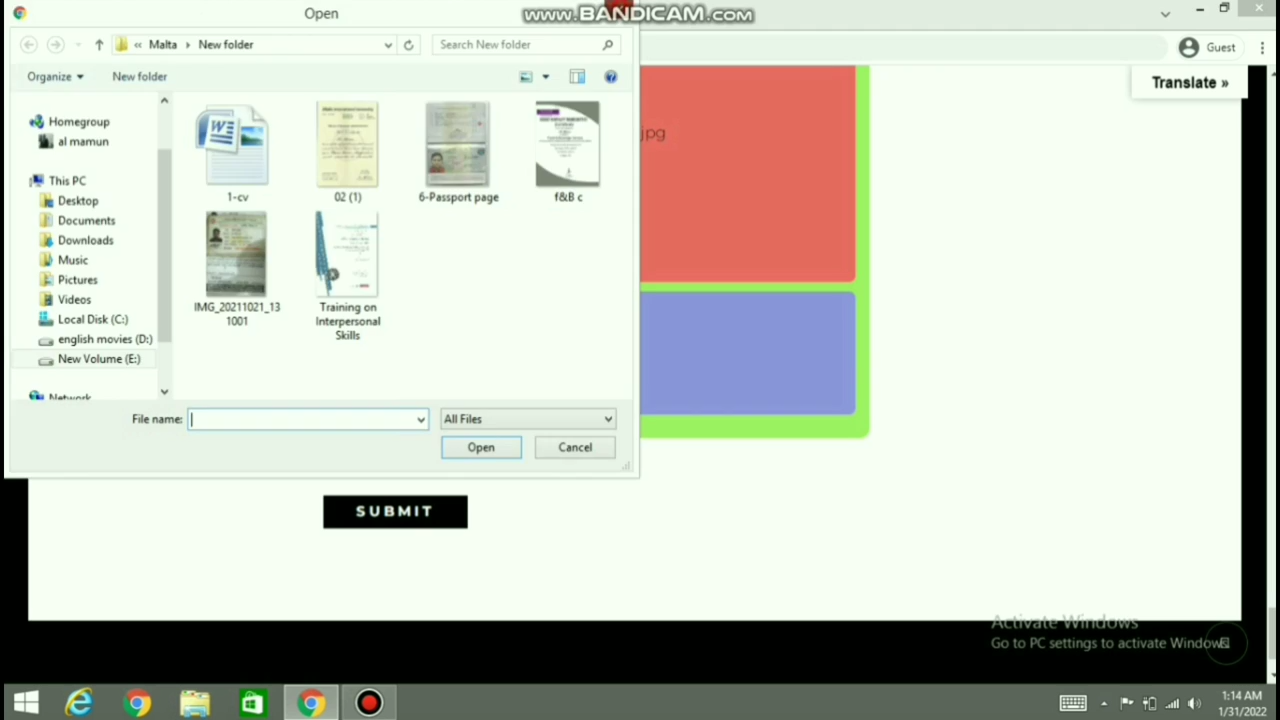 Open
www.BANDICAM.com
« Malta › New folder
Search New folder
Guest
Organize
New folder
Translate »
Homegroup
al mamun
This PC
Desktop
Documents
Downloads
Music
Pictures
Videos
Local Disk (C:)
english movies (D:)
New Volume (E:)
Network
1-cv
02 (1)
6-Passport page
f&B c
IMG_20211021_13
1001
Training on
Interpersonal
Skills
jpg
File name:
All Files
Open
Cancel
SUBMIT
Activate Windows
Go to PC settings to activate Windows.
1:14 AM
1/31/2022